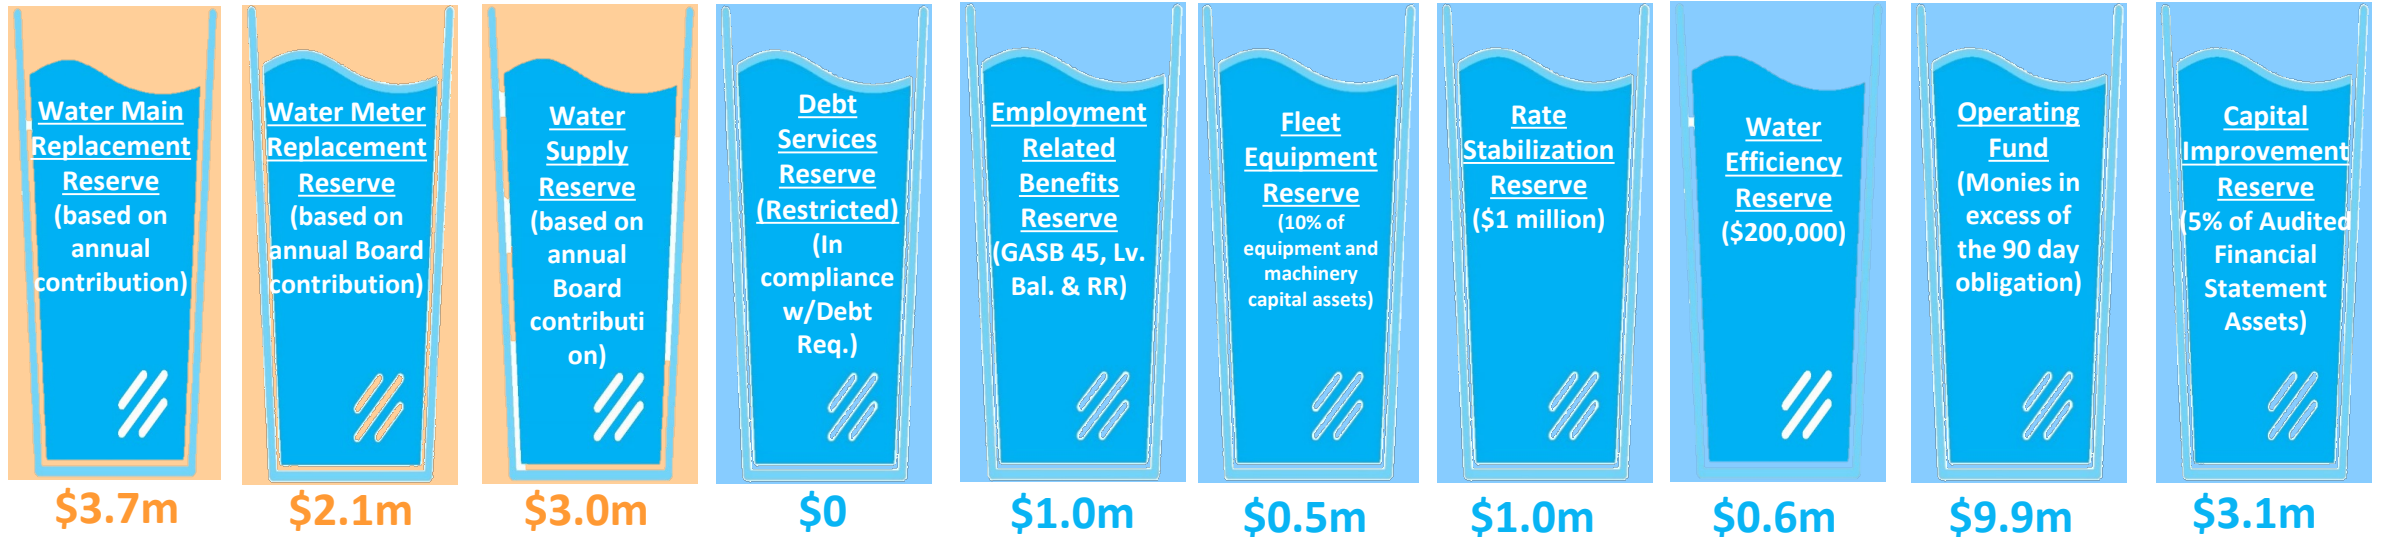 Water Main
Replacement
Reserve
(based on
annual
contribution)
$3.7m
Water Meter
Replacement
Reserve
(based on
annual Board
contribution)
$2.1m
Water
Supply
Reserve
(based on
annual
Board
contributi
on)
$3.0m
Debt
Services
Reserve
(Restricted)
(In
compliance
w/Debt
Req.)
$0
Employment
Related
Benefits
Reserve
(GASB 45, Lv.
Bal. & RR)
$1.0m
Fleet
Equipment
Reserve
(10% of
equipment and
machinery
capital assets)
$0.5m
Rate
Stabilization
Reserve
($1 million)
$1.0m
Water
Efficiency
Reserve
($200,000)
$0.6m
Operating
Fund
(Monies in
excess of
the 90 day
obligation)
$9.9m
Capital
Improvement
Reserve
(5% of Audited
Financial
Statement
Assets)
$3.1m